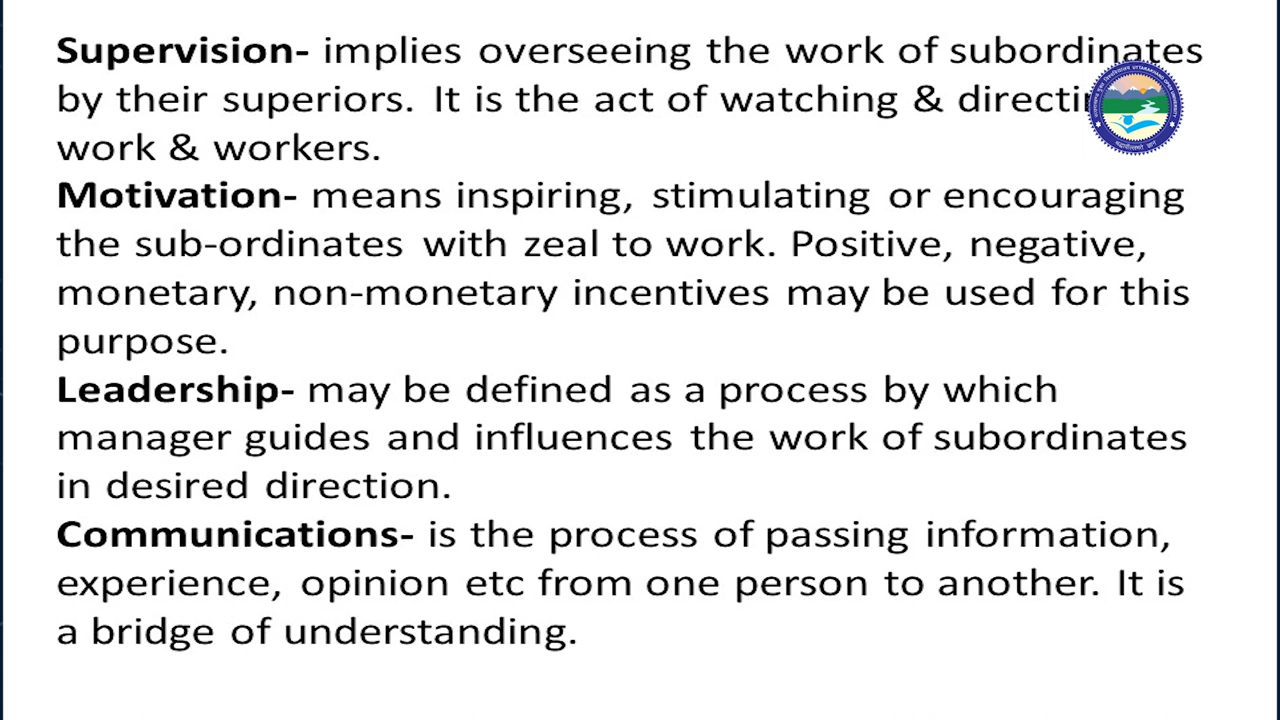 Supervision- implies overseeing the work of subordinates
by their superiors. It is the act of watching & directi
work & workers.
Motivation- means inspiring, stimulating or encouraging
the sub-ordinates with zeal to work. Positive, negative,
monetary, non-monetary incentives may be used for this
purpose.
Leadership- may be defined as a process by which
manager guides and influences the work of subordinates
in desired direction.
Communications- is the process of passing information,
experience, opinion etc from one person to another. It is
a bridge of understanding.